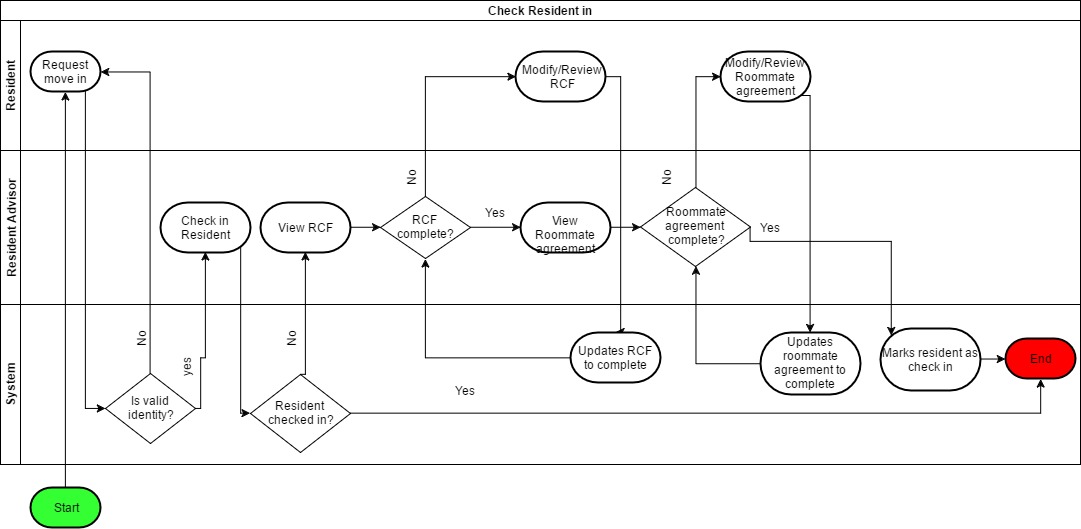 Check Resident in
Resident
Request
move in
Modify/Review
RCF
Modify/Review
Roommate
agreement
Resident Advisor
No
No
Check in
Resident
View RCF
RCF
complete?
Yes
View
Roommate
agreement
Roommate
agreement
complete?
Yes
System
No
yes
No
Is valid
identity?
Resident
checked in?
Yes
Updates RCF
to complete
Updates
roommate
agreement to
complete
Marks resident as
check in
End
Start